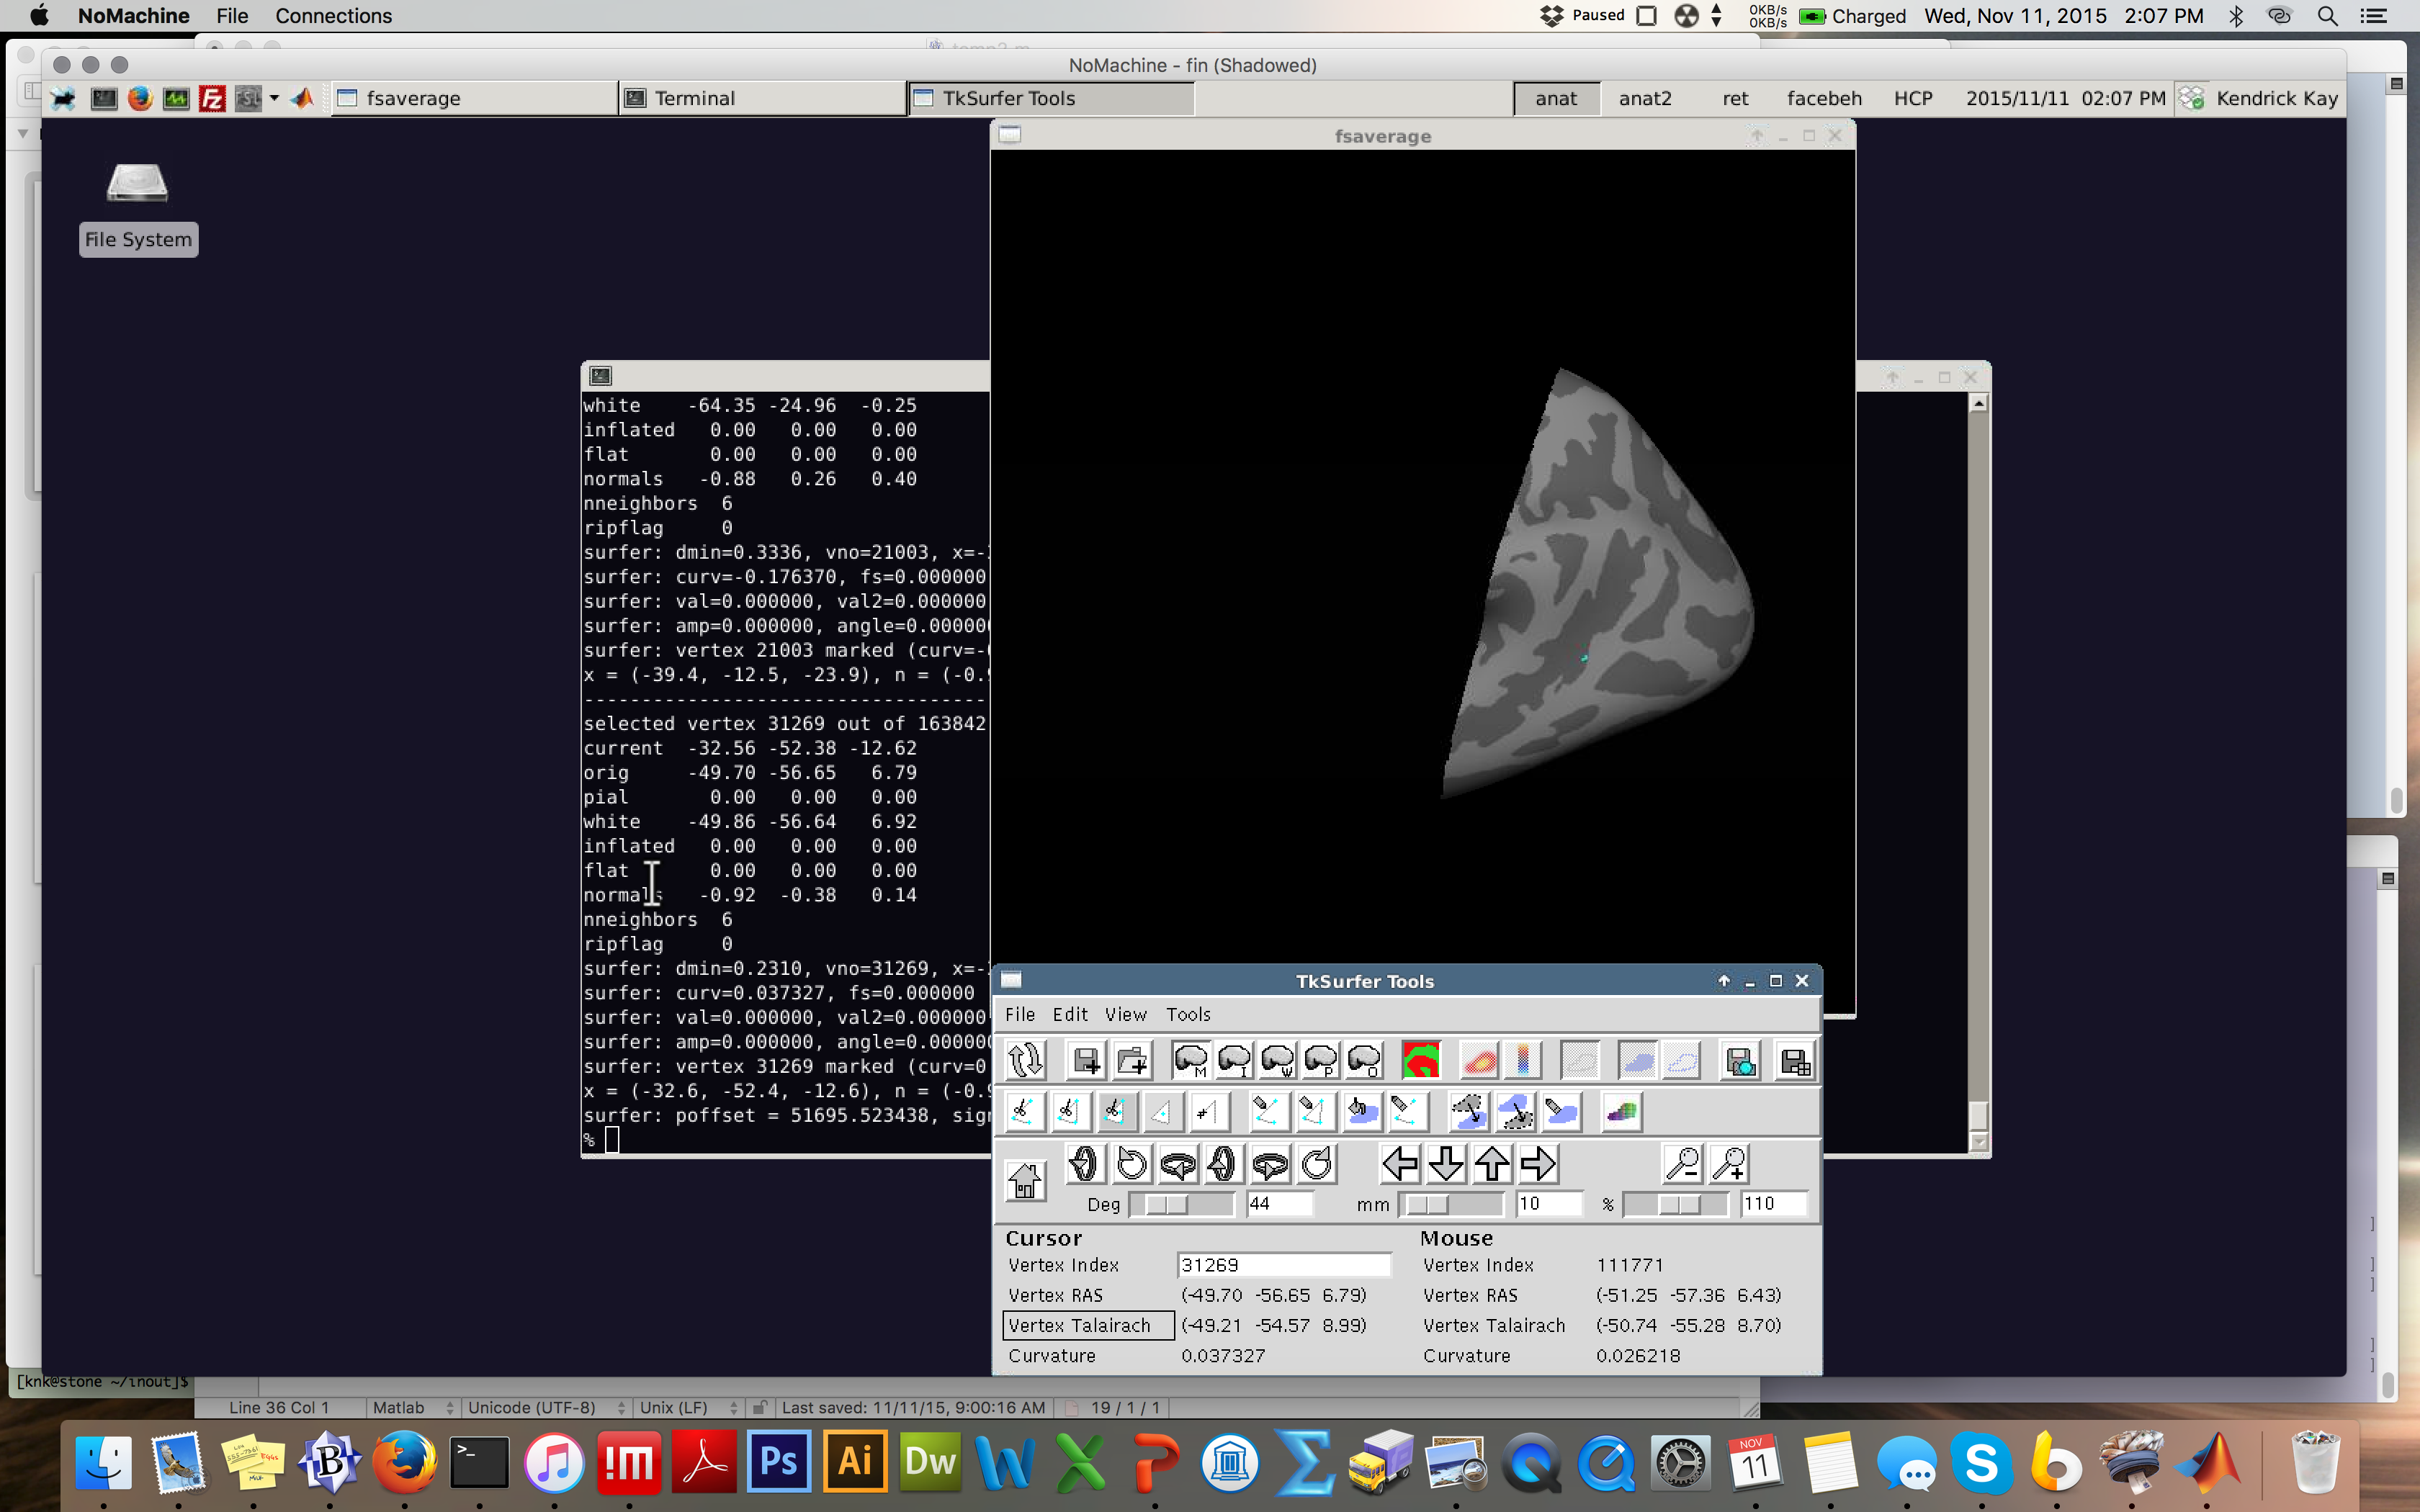 NoMachine File Connections
Paused
0KB/s
0KB/s
Charged Wed, Nov 11, 2015 2:07 PM
NoMachine - fin (Shadowed)
fsaverage
Terminal
TkSurfer Tools
anat anat2 ret facebeh HCP 2015/11/11 02:07 PM Kendrick Kay
File System
fsaverage
white -64.35 -24.96 -0.25
inflated 0.00 0.00 0.00
flat 0.00 0.00 0.00
normals -0.88 0.26 0.40
nneighbors 6
ripflag 0
surfer: dmin=0.3336, vno=21003, x=-
surfer: curv=-0.176370, fs=0.000000
surfer: val=0.000000, val2=0.000000
surfer: amp=0.000000, angle=0.00000
surfer: vertex 21003 marked (curv=-
x = (-39.4, -12.5, -23.9), n = (-0.
-----------------------------------
selected vertex 31269 out of 163842
current -32.56 -52.38 -12.62
orig -49.70 -56.65 6.79
pial 0.00 0.00 0.00
white -49.86 -56.64 6.92
inflated 0.00 0.00 0.00
flat 0.00 0.00 0.00
normals -0.92 -0.38 0.14
nneighbors 6
ripflag 0
surfer: dmin=0.2310, vno=31269, x=-
surfer: curv=0.037327, fs=0.000000
surfer: val=0.000000, val2=0.000000
surfer: amp=0.000000, angle=0.00000
surfer: vertex 31269 marked (curv=0
x = (-32.6, -52.4, -12.6), n = (-0.
surfer: poffset = 51695.523438, sig
%
TkSurfer Tools
File Edit View Tools
M I W P O
Deg 44 mm 10 % 110
Cursor
Vertex Index 31269
Vertex RAS (-49.70 -56.65 6.79)
Vertex Talairach (-49.21 -54.57 8.99)
Curvature 0.037327
Mouse
Vertex Index 111771
Vertex RAS (-51.25 -57.36 6.43)
Vertex Talairach (-50.74 -55.28 8.70)
Curvature 0.026218
[knk@stone ~/inout]$
Line 36 Col 1 Matlab Unicode (UTF-8) Unix (LF) Last saved: 11/11/15, 9:00:16 AM 19 / 1 / 1
Ps Ai Dw
NOV
11